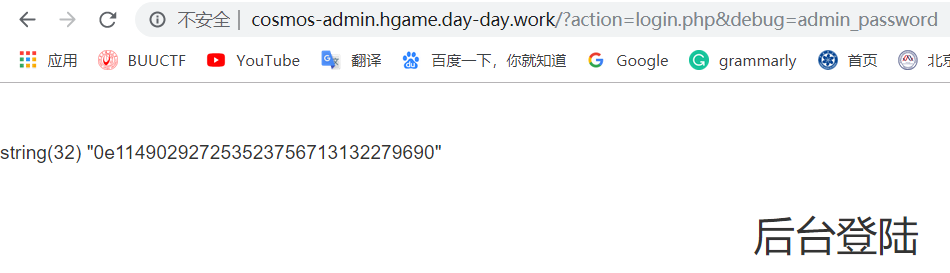 不安全 | cosmos-admin.hgame.day-day.work/?action=login.php&debug=admin_password
应用 BUUCTF YouTube 翻译 百度一下，你就知道 Google grammarly 首页 北京
string(32) "0e114902927253523756713132279690"
后台登陆